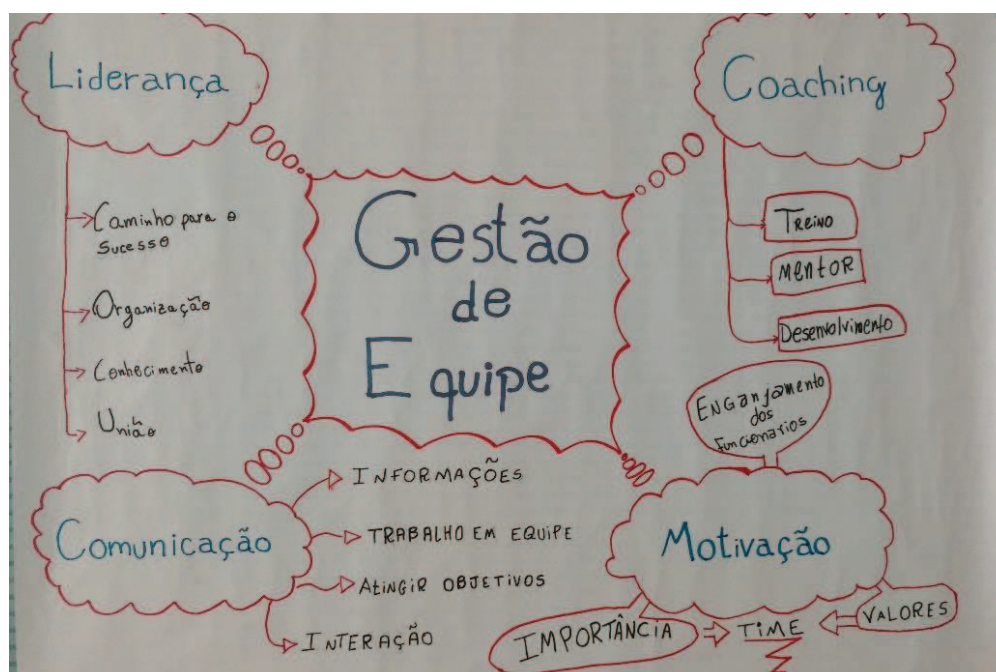 Liderança
Caminho para o
Sucesso
Organização
Conhecimento
União
Gestão
de
Equipe
Coaching
TREINO
MENTOR
Desenvolvimento
Comunicação
INFORMAÇÕES
TRABALHO EM EQUIPE
ATINGIR OBJETIVOS
INTERAÇÃO
ENGanjamento
dos
funcionarios
Motivação
IMPORTÂNCIA
TIME
VALORES